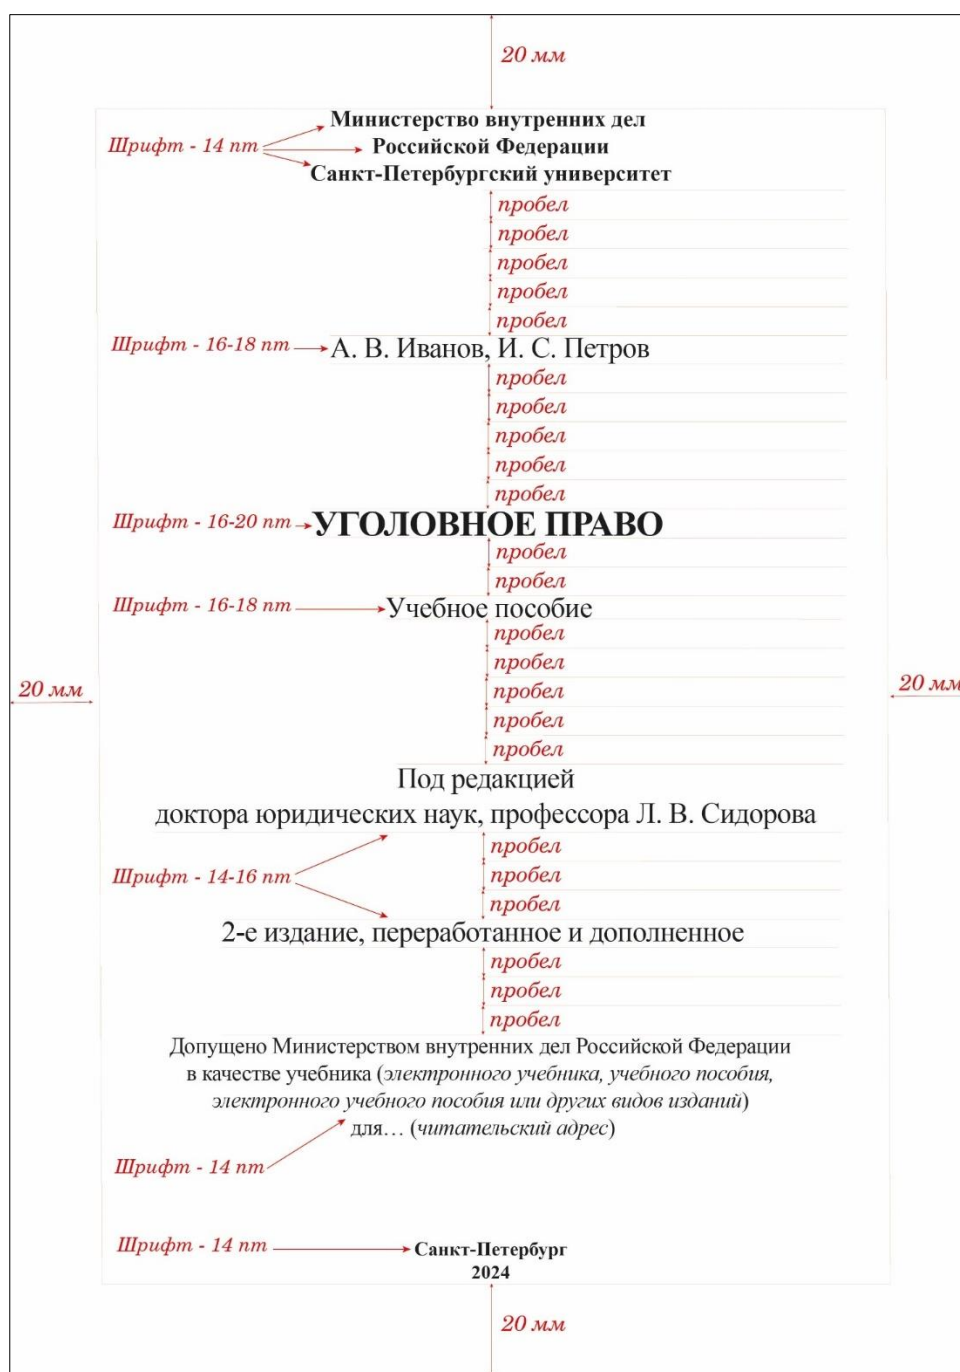 20 мм
Министерство внутренних дел
Шрифт - 14 пт
Российской Федерации
Санкт-Петербургский университет
пробел
пробел
пробел
пробел
пробел
Шрифт - 16-18 пт
А. В. Иванов, И. С. Петров
пробел
пробел
пробел
пробел
пробел
Шрифт - 16-20 пт
УГОЛОВНОЕ ПРАВО
пробел
пробел
Шрифт - 16-18 пт
Учебное пособие
пробел
пробел
пробел
20 мм
20 мм
пробел
пробел
Под редакцией
доктора юридических наук, профессора Л. В. Сидорова
пробел
Шрифт - 14-16 пт
пробел
пробел
2-е издание, переработанное и дополненное
пробел
пробел
пробел
Допущено Министерством внутренних дел Российской Федерации
в качестве учебника (электронного учебника, учебного пособия,
электронного учебного пособия или других видов изданий)
для… (читательский адрес)
Шрифт - 14 пт
Шрифт - 14 пт
Санкт-Петербург
2024
20 мм